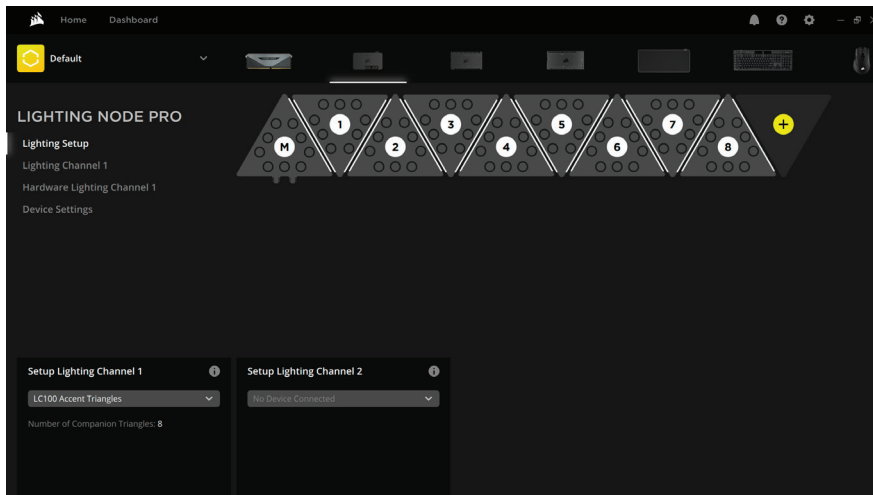 Home Dashboard
Default
LIGHTING NODE PRO
Lighting Setup
Lighting Channel 1
Hardware Lighting Channel 1
Device Settings
M 1 2 3 4 5 6 7 8 +
Setup Lighting Channel 1
LC100 Accent Triangles
Number of Companion Triangles: 8
Setup Lighting Channel 2
No Device Connected